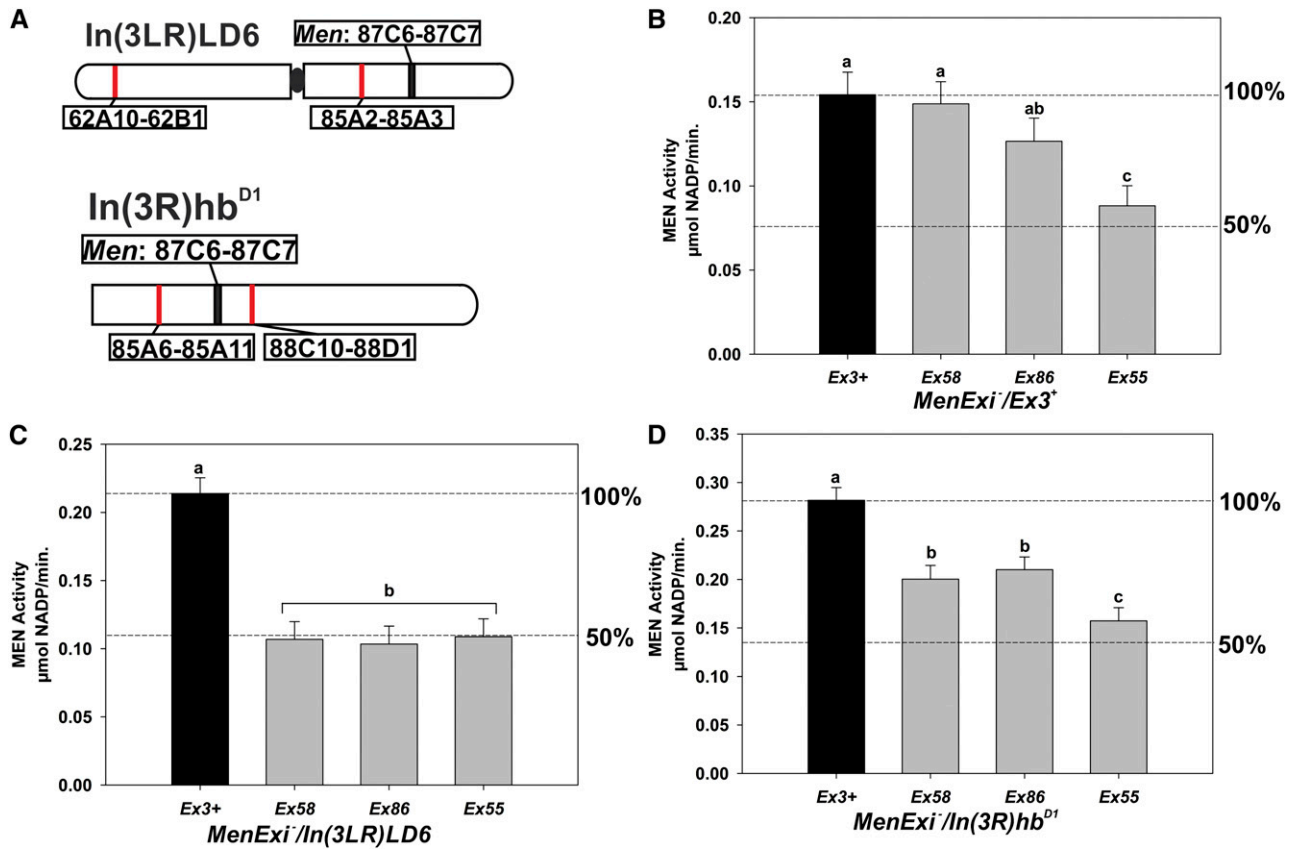 A
In(3LR)LD6
Men: 87C6-87C7
62A10-62B1
85A2-85A3
In(3R)hbD1
Men: 87C6-87C7
85A6-85A11
88C10-88D1
B
MEN Activity
µmol NADP/min.
0.20
0.15
0.10
0.05
0.00
a
a
ab
c
100%
50%
Ex3+
Ex58
Ex86
Ex55
MenExi-/Ex3+
C
MEN Activity
µmol NADP/min.
0.25
0.20
0.15
0.10
0.05
0.00
a
b
100%
50%
Ex3+
Ex58
Ex86
Ex55
MenExi-/In(3LR)LD6
D
MEN Activity
µmol NADP/min.
0.35
0.30
0.25
0.20
0.15
0.10
0.05
0.00
a
b
b
c
100%
50%
Ex3+
Ex58
Ex86
Ex55
MenExi-/In(3R)hbD1